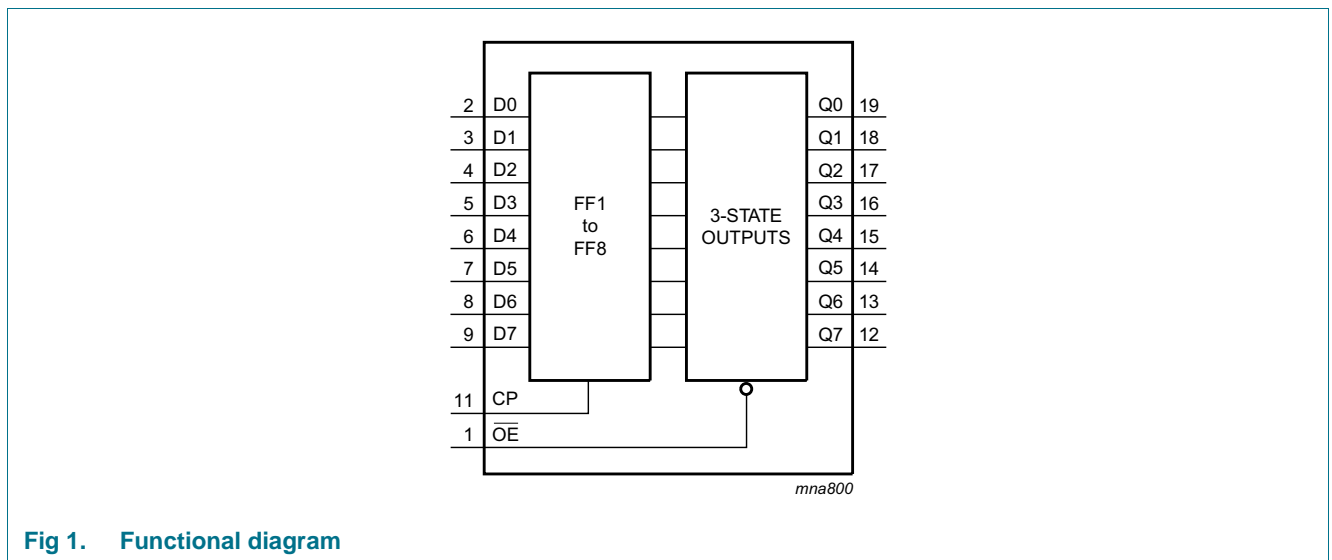 2 D0 Q0 19
3 D1 Q1 18
4 D2 Q2 17
5 D3 Q3 16
6 D4 Q4 15
7 D5 Q5 14
8 D6 Q6 13
9 D7 Q7 12
FF1
to
FF8
3-STATE
OUTPUTS
11 CP
1 O̅E̅
mna800
Fig 1. Functional diagram